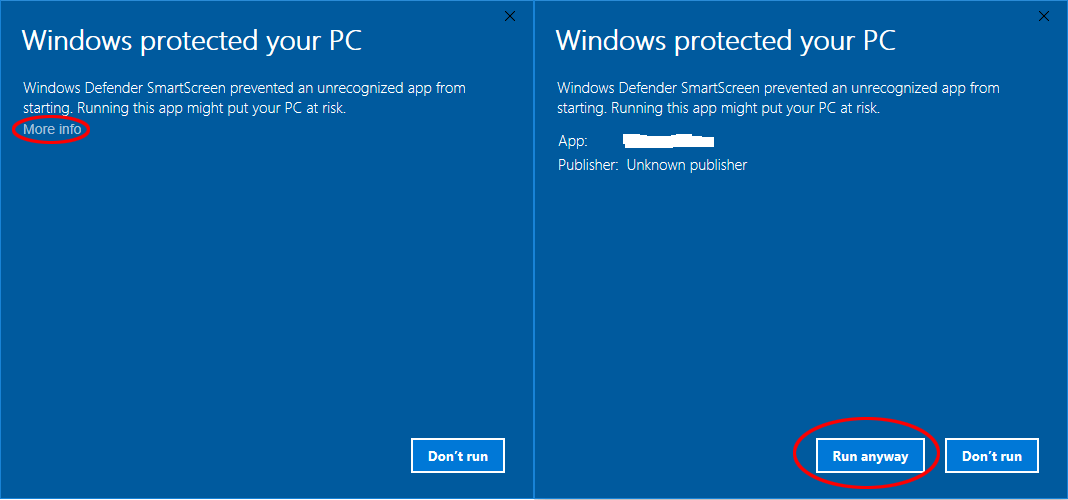 Windows protected your PC
Windows Defender SmartScreen prevented an unrecognized app from
starting. Running this app might put your PC at risk.
More info
Don't run
Windows protected your PC
Windows Defender SmartScreen prevented an unrecognized app from
starting. Running this app might put your PC at risk.
App:
Publisher: Unknown publisher
Run anyway
Don't run